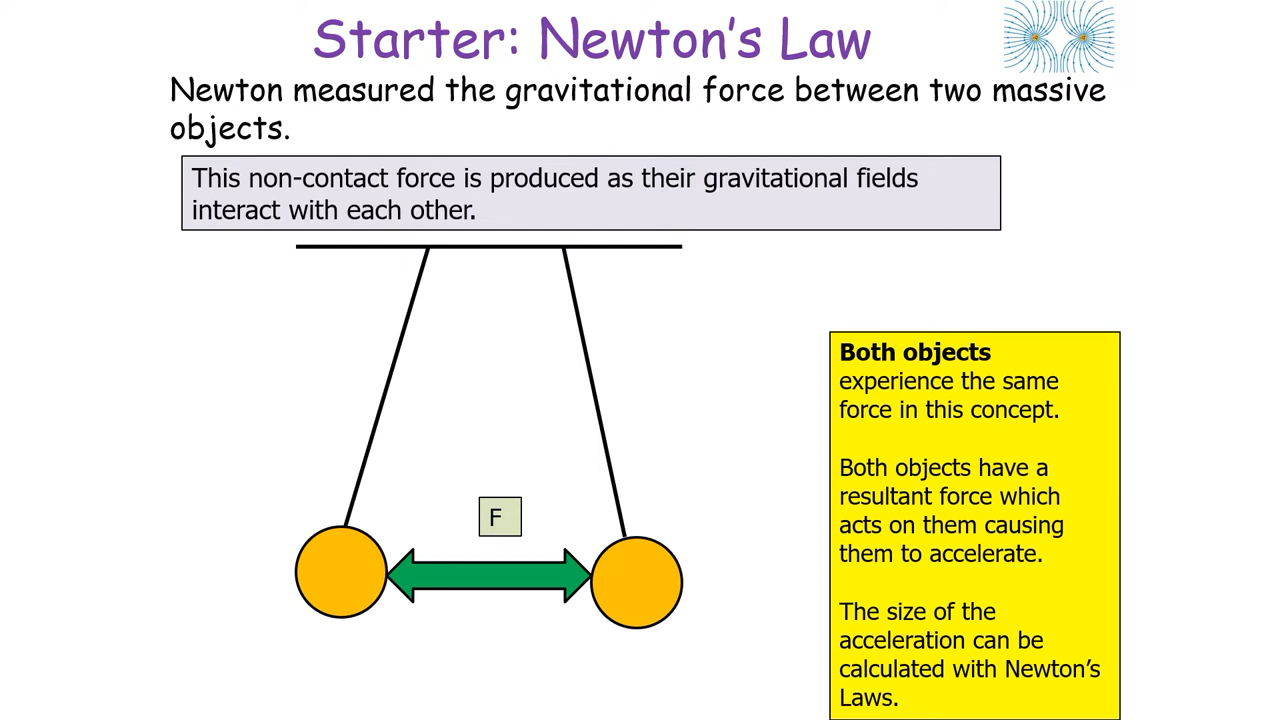 Starter: Newton’s Law
Newton measured the gravitational force between two massive
objects.
This non-contact force is produced as their gravitational fields
interact with each other.
F
Both objects
experience the same
force in this concept.
Both objects have a
resultant force which
acts on them causing
them to accelerate.
The size of the
acceleration can be
calculated with Newton’s
Laws.